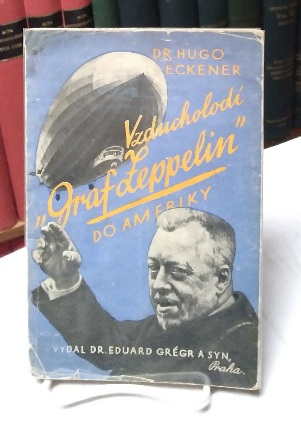 DR. HUGO
ECKENER
Vzducholodí
„Graf Zeppelin"
DO AMERIKY
VYDAL DR. EDUARD GRÉGR A SYN,
Praha.